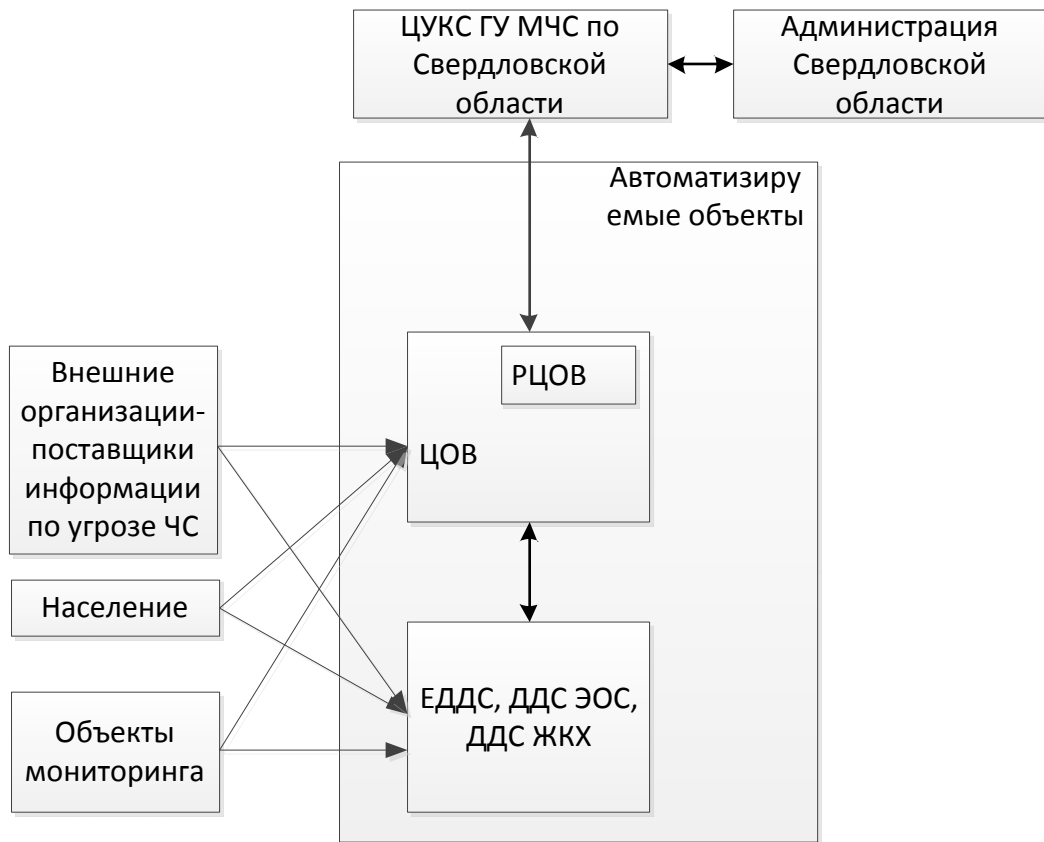 ЦУКС ГУ МЧС по
Свердловской
области
Администрация
Свердловской
области
Автоматизиру
емые объекты
РЦОВ
ЦОВ
Внешние
организации-
поставщики
информации
по угрозе ЧС
Население
Объекты
мониторинга
ЕДДС, ДДС ЭОС,
ДДС ЖКХ